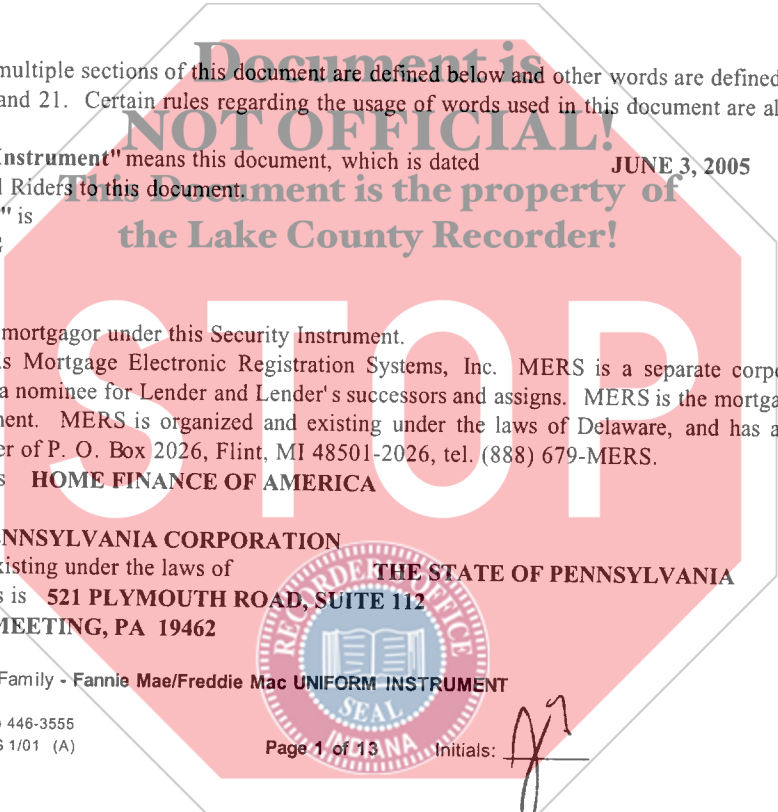 Document is
multiple sections of this document are defined below and other words are defined
and 21. Certain rules regarding the usage of words used in this document are al
NOT OFFICIAL!
Instrument" means this document, which is dated JUNE 3, 2005
l Riders to this document.
This Document is the property of
" is
the Lake County Recorder!
mortgagor under this Security Instrument.
s Mortgage Electronic Registration Systems, Inc. MERS is a separate corpo
a nominee for Lender and Lender's successors and assigns. MERS is the mortga
nent. MERS is organized and existing under the laws of Delaware, and has a
er of P. O. Box 2026, Flint, MI 48501-2026, tel. (888) 679-MERS.
STOP
s HOME FINANCE OF AMERICA
ENNSYLVANIA CORPORATION
xisting under the laws of THE STATE OF PENNSYLVANIA
s is 521 PLYMOUTH ROAD, SUITE 112
MEETING, PA 19462
RECORDER'S OFFICE
SEAL
INDIANA
Family - Fannie Mae/Freddie Mac UNIFORM INSTRUMENT
446-3555
S 1/01 (A)
Page 1 of 13 Initials: